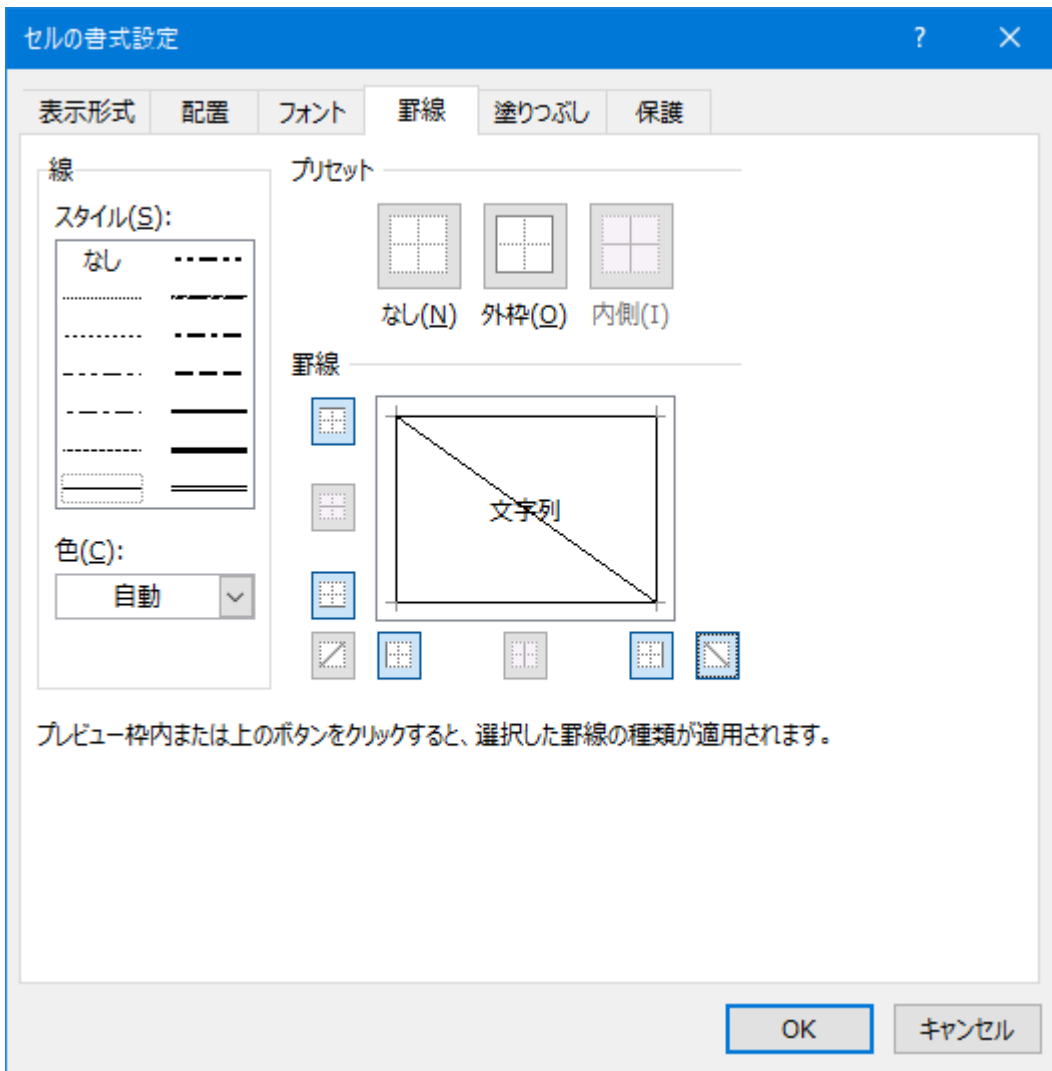 セルの書式設定 ? ×
表示形式 配置 フォント 罫線 塗りつぶし 保護
線
スタイル(S):
なし
色(C):
自動
プリセット
なし(N) 外枠(O) 内側(I)
罫線
文字列
プレビュー枠内または上のボタンをクリックすると、選択した罫線の種類が適用されます。
OK キャンセル